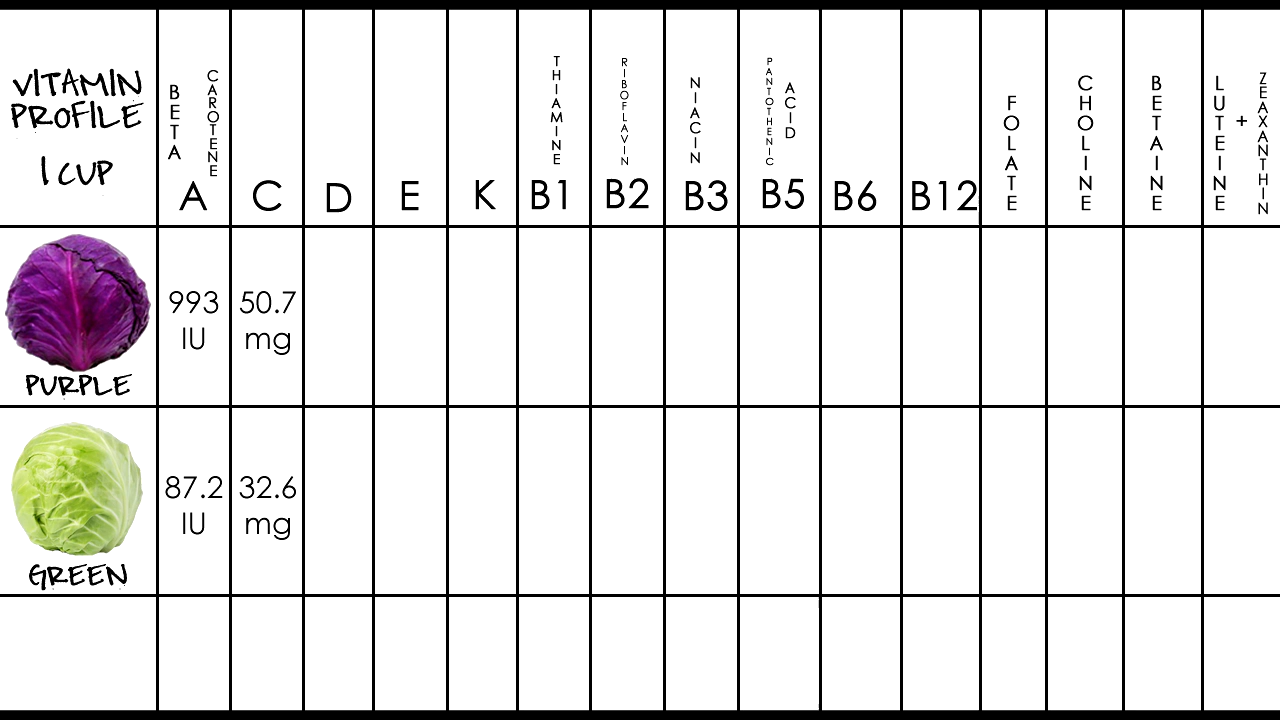 VITAMIN
PROFILE
1 CUP
BETA
CAROTENE
A
C
D
E
K
THIAMINE
B1
RIBOFLAVIN
B2
NIACIN
B3
PANTOTHENIC
ACID
B5
B6
B12
FOLATE
CHOLINE
BETAINE
LUTEINE
+
ZEAXANTHIN
993
IU
50.7
mg
PURPLE
87.2
IU
32.6
mg
GREEN